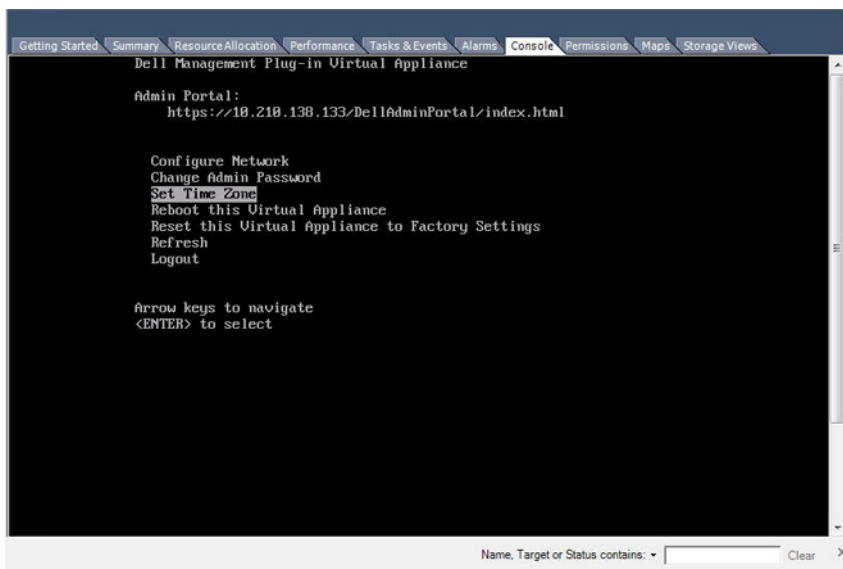 Getting Started Summary Resource Allocation Performance Tasks & Events Alarms Console Permissions Maps Storage Views
Dell Management Plug-in Virtual Appliance
Admin Portal:
https://10.210.138.133/DellAdminPortal/index.html
Configure Network
Change Admin Password
Set Time Zone
Reboot this Virtual Appliance
Reset this Virtual Appliance to Factory Settings
Refresh
Logout
Arrow keys to navigate
<ENTER> to select
Name, Target or Status contains: Clear